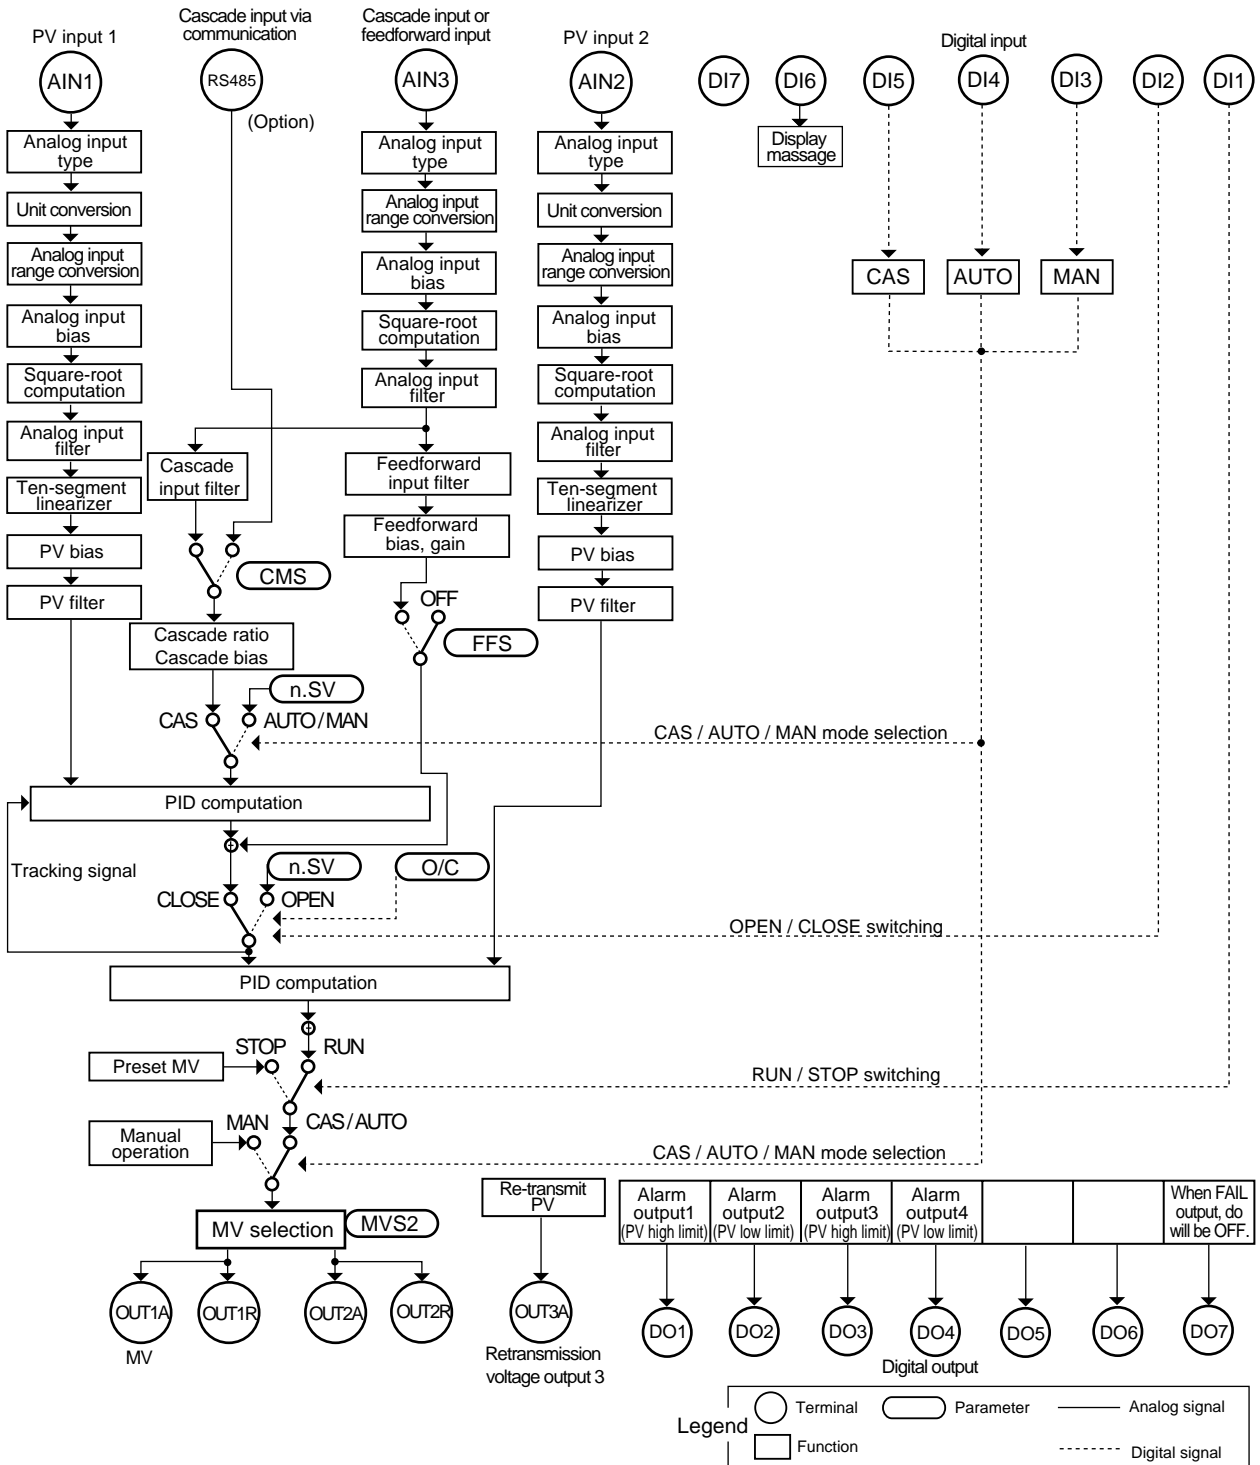 PV input 1
Cascade input via
communication
Cascade input or
feedforward input
PV input 2
Digital input
AIN1
RS485
(Option)
AIN3
AIN2
DI7
DI6
DI5
DI4
DI3
DI2
DI1
Display
massage
Analog input
type
Unit conversion
Analog input
range conversion
Analog input
bias
Square-root
computation
Analog input
filter
Ten-segment
linearizer
PV bias
PV filter
Analog input
type
Analog input
range conversion
Analog input
bias
Square-root
computation
Analog input
filter
Cascade
input filter
Feedforward
input filter
Feedforward
bias, gain
Analog input
type
Unit conversion
Analog input
range conversion
Analog input
bias
Square-root
computation
Analog input
filter
Ten-segment
linearizer
PV bias
PV filter
CAS
AUTO
MAN
CMS
OFF
FFS
Cascade ratio
Cascade bias
n.SV
CAS
AUTO / MAN
CAS / AUTO / MAN mode selection
PID computation
Tracking signal
n.SV
O/C
CLOSE
OPEN
OPEN / CLOSE switching
PID computation
STOP
RUN
Preset MV
RUN / STOP switching
MAN
CAS / AUTO
Manual
operation
CAS / AUTO / MAN mode selection
MV selection
MVS2
Re-transmit
PV
Alarm
output1
(PV high limit)
Alarm
output2
(PV low limit)
Alarm
output3
(PV high limit)
Alarm
output4
(PV low limit)
When FAIL
output, do
will be OFF.
OUT1A
OUT1R
OUT2A
OUT2R
OUT3A
DO1
DO2
DO3
DO4
DO5
DO6
DO7
MV
Retransmission
voltage output 3
Digital output
Legend
Terminal
Parameter
Analog signal
Function
Digital signal